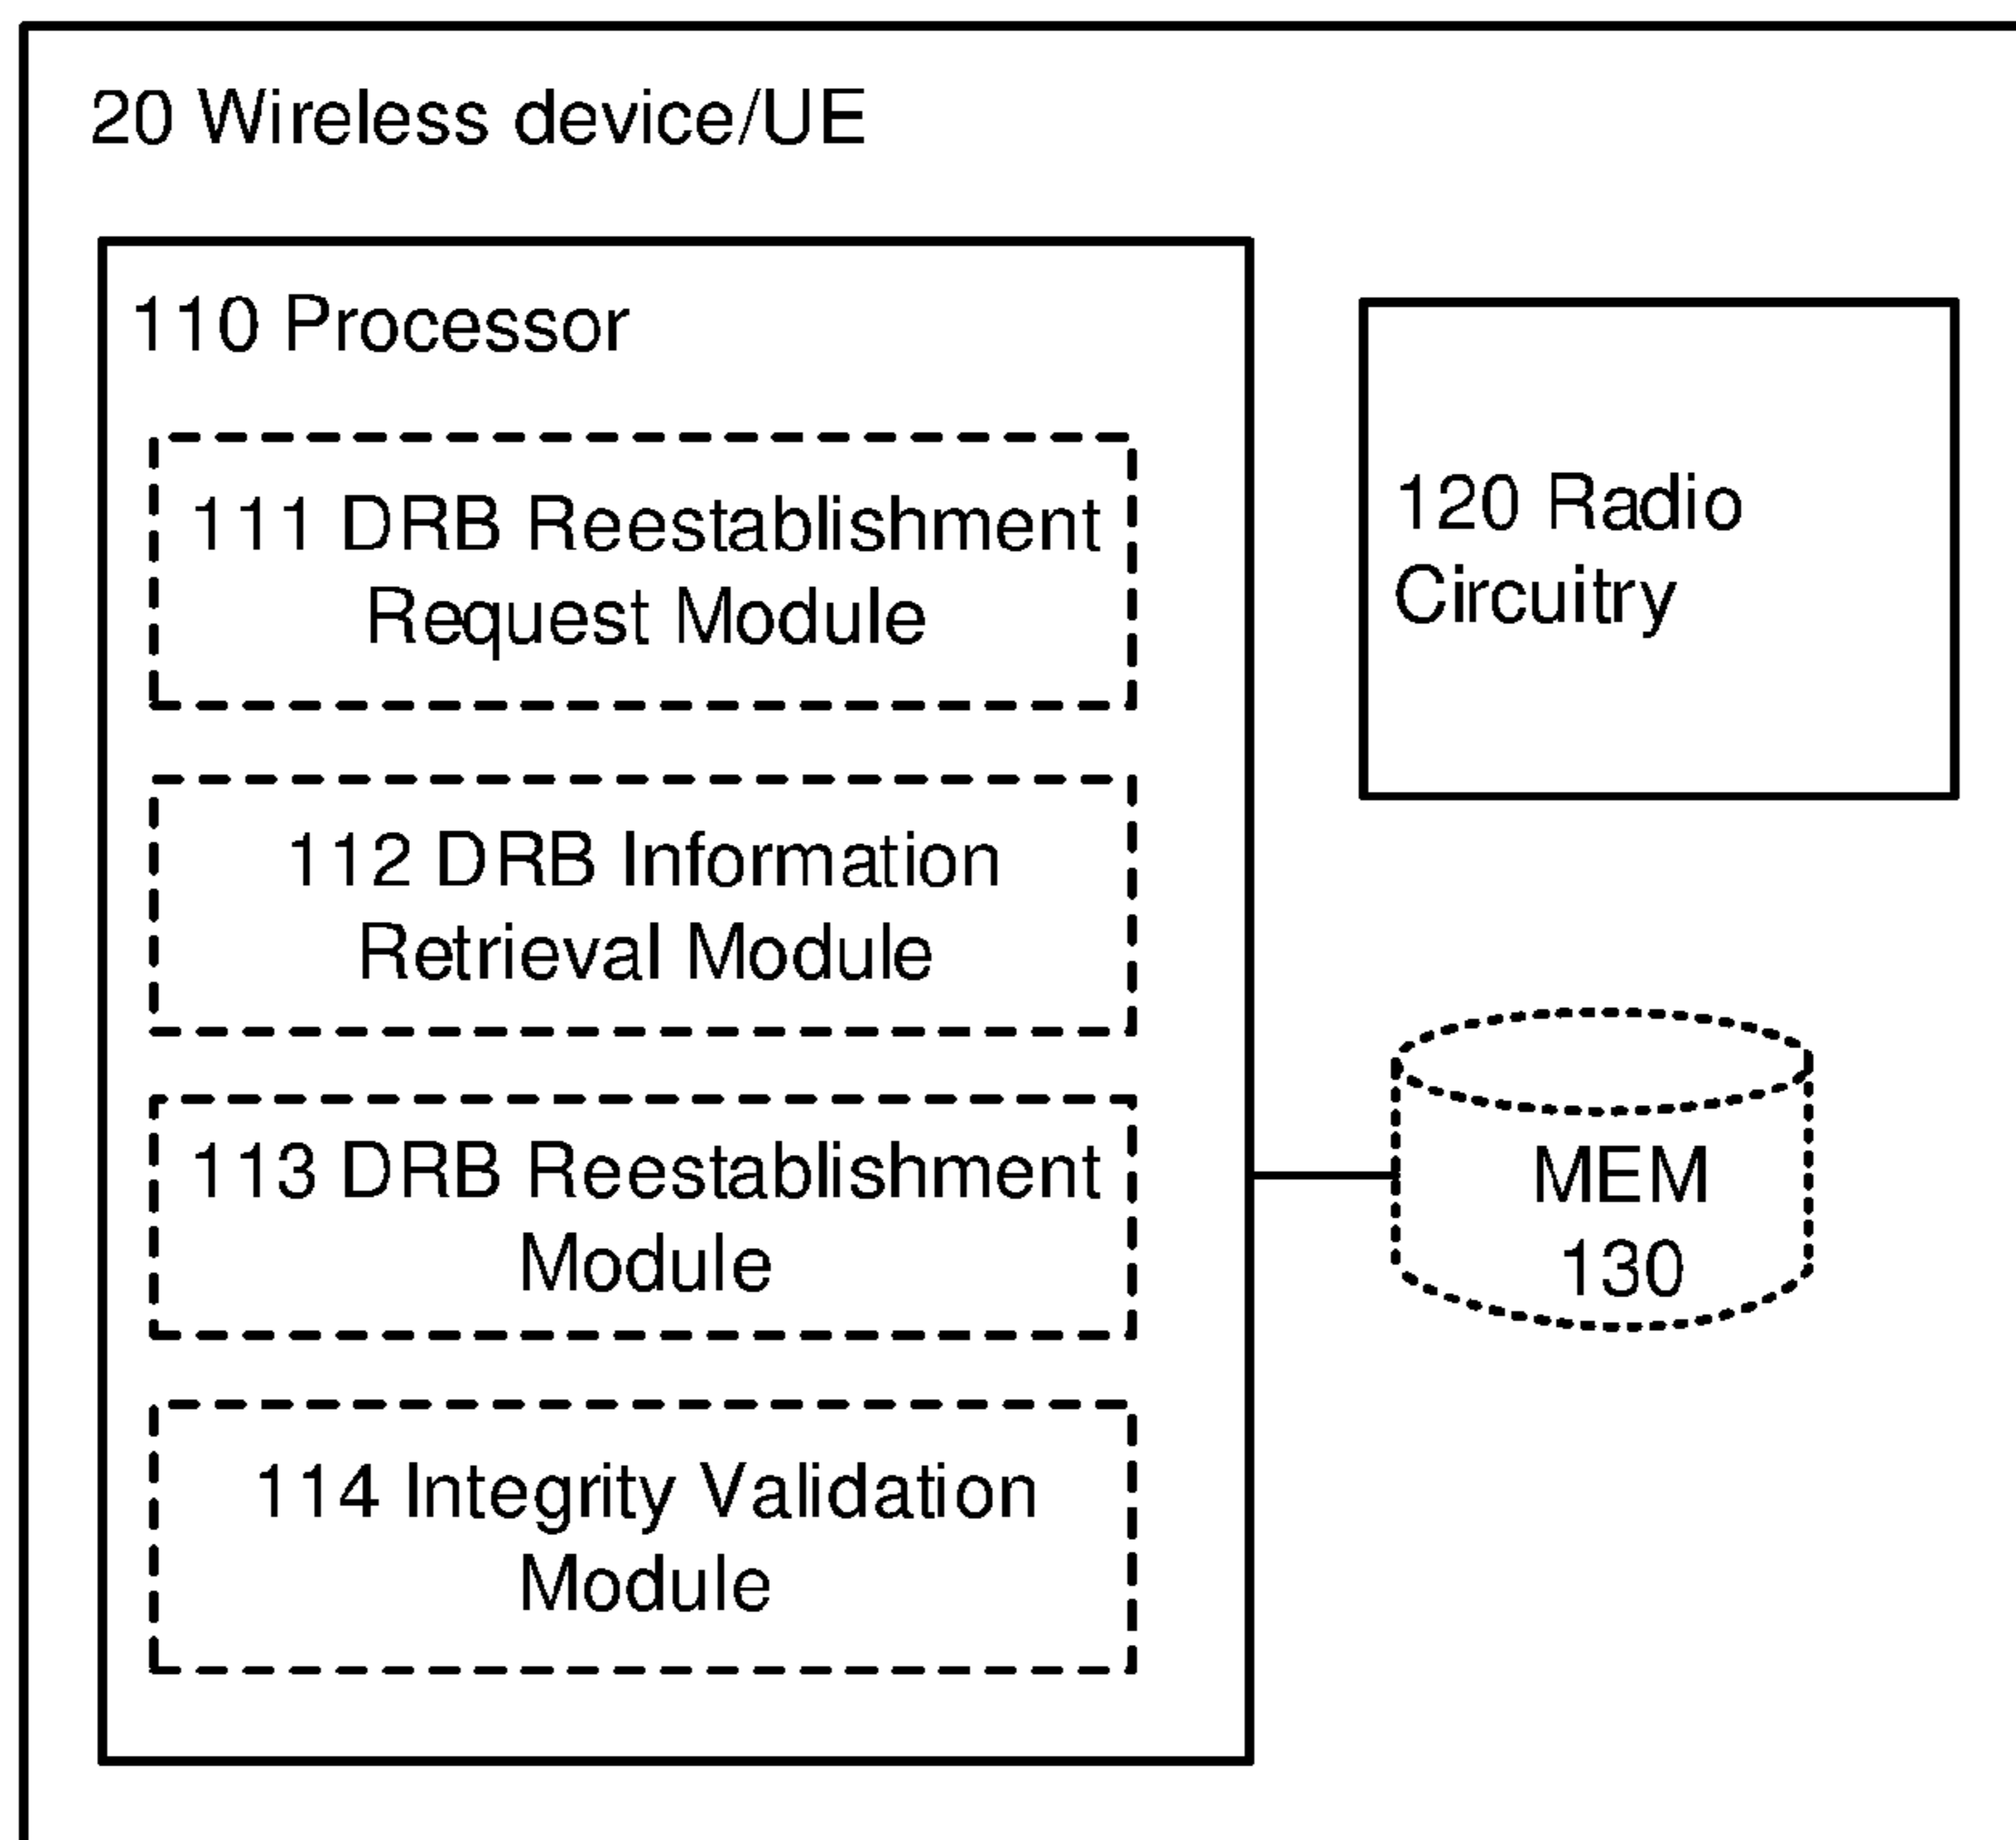 20 Wireless device/UE
110 Processor
111 DRB Reestablishment
Request Module
112 DRB Information
Retrieval Module
113 DRB Reestablishment
Module
114 Integrity Validation
Module
120 Radio
Circuitry
MEM
130